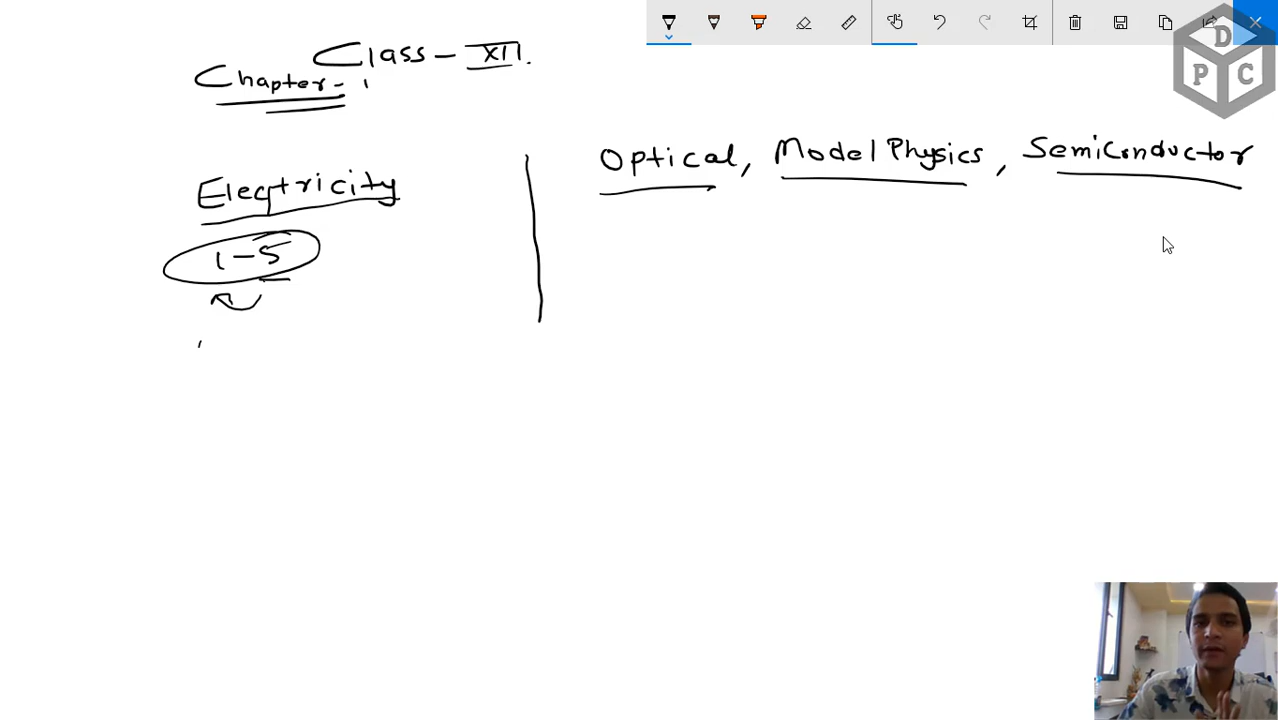 Class - XII.
Chapter - 1
Electricity
1-5
Optical, Model Physics, Semiconductor
D
P C